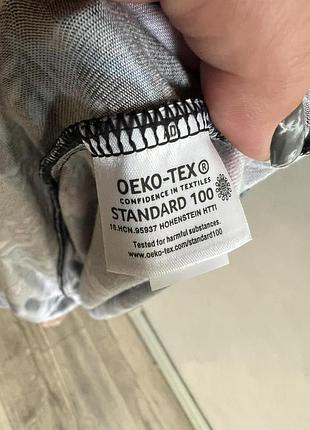 OEKO-TEX®
CONFIDENCE IN TEXTILES
STANDARD 100
16.HCN.95937 HOHENSTEIN HTTI
Tested for harmful substances.
www.oeko-tex.com/standard100